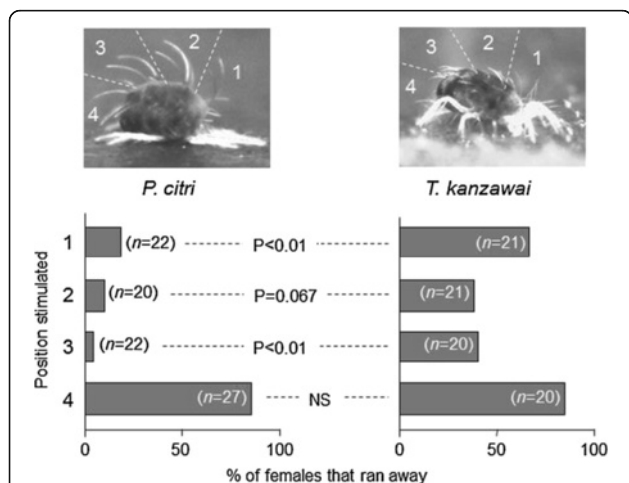 3 2 1 4
3 2 1 4
P. citri T. kanzawai
Position stimulated
1 (n=22) P<0.01 (n=21)
2 (n=20) P=0.067 (n=21)
3 (n=22) P<0.01 (n=20)
4 (n=27) NS (n=20)
0 50 100 0 50 100
% of females that ran away